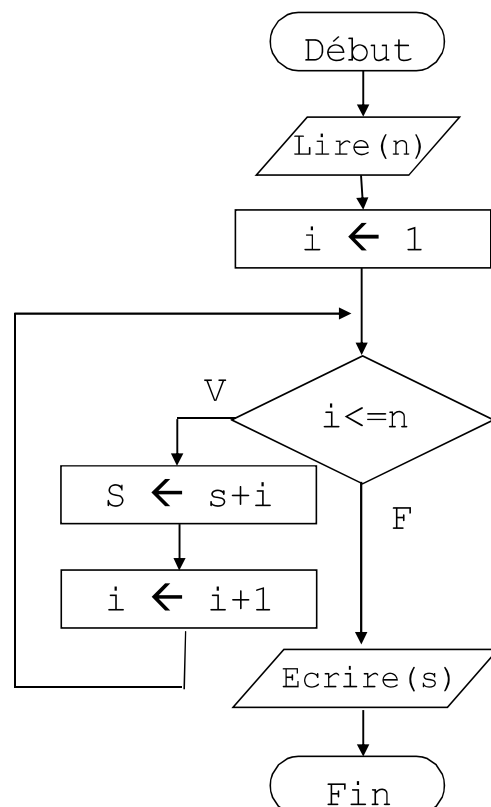 Début
Lire(n)
i ← 1
i<=n
V
S ← s+i
i ← i+1
F
Ecrire(s)
Fin